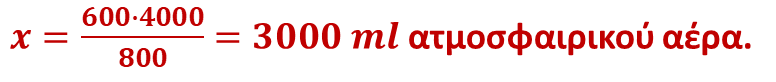 x = 600·4000/800 = 3000 ml ατμοσφαιρικού αέρα.